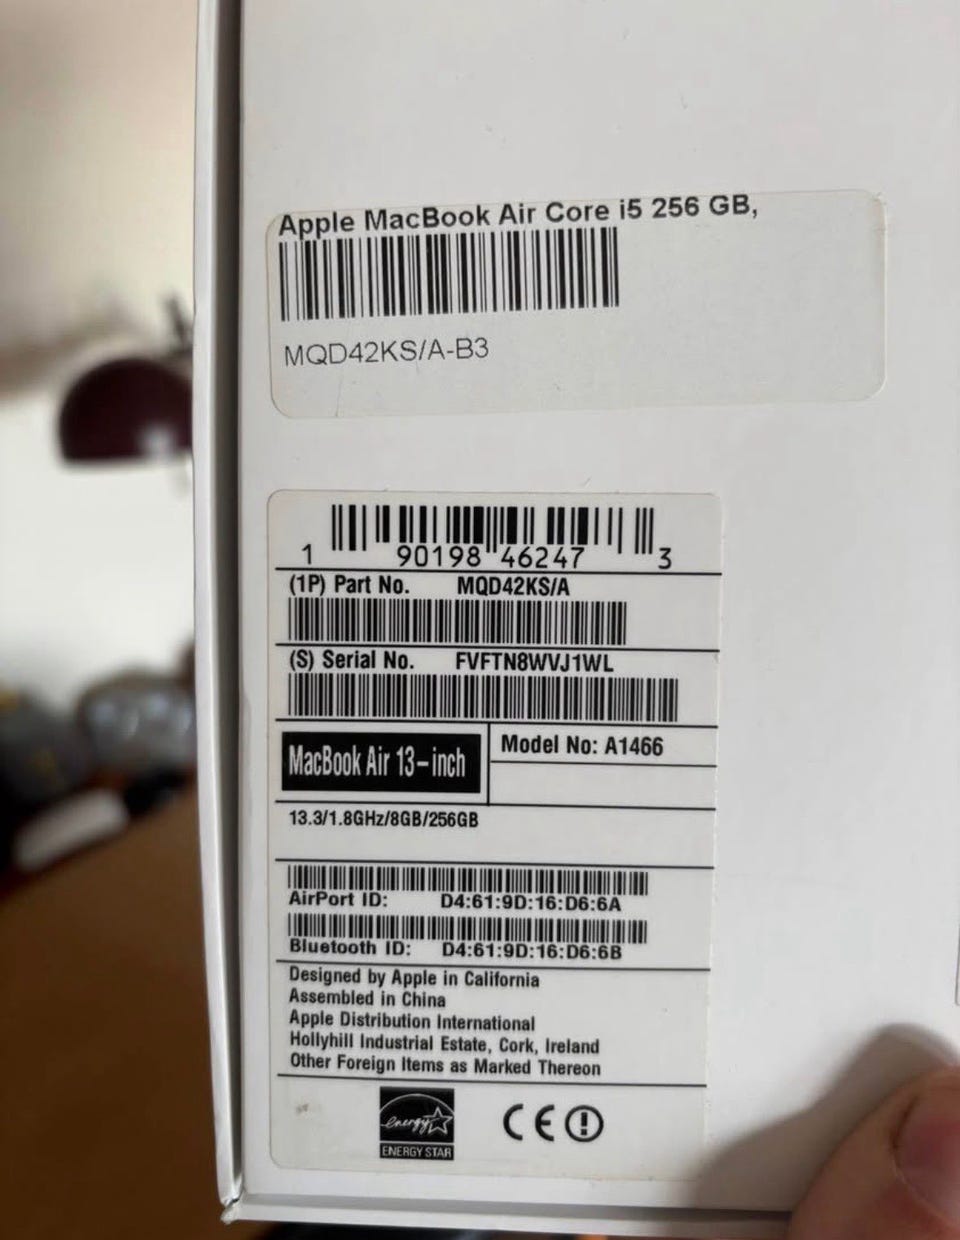 Apple MacBook Air Core i5 256 GB,
MQD42KS/A-B3
1 90198 46247 3
(1P) Part No. MQD42KS/A
(S) Serial No. FVFTN8WVJ1WL
MacBook Air 13-inch
Model No: A1466
13.3/1.8GHz/8GB/256GB
AirPort ID: D4:61:9D:16:D6:6A
Bluetooth ID: D4:61:9D:16:D6:6B
Designed by Apple in California
Assembled in China
Apple Distribution International
Hollyhill Industrial Estate, Cork, Ireland
Other Foreign Items as Marked Thereon
energy
ENERGY STAR
CE